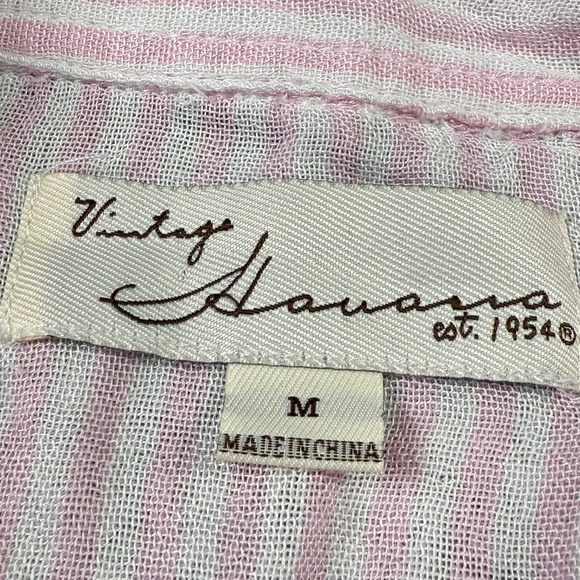 Vintage
Havana
est. 1954®
M
MADE IN CHINA